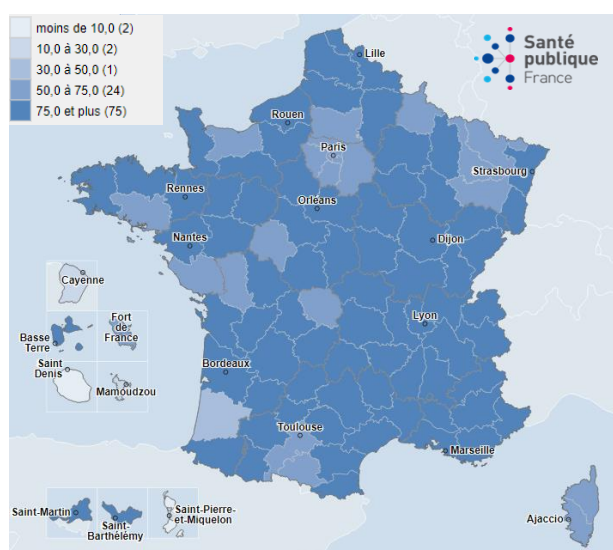 moins de 10,0 (2)
10,0 à 30,0 (2)
30,0 à 50,0 (1)
50,0 à 75,0 (24)
75,0 et plus (75)
Santé
publique
France
Lille
Rouen
Paris
Strasbourg
Rennes
Orléans
Nantes
Dijon
Cayenne
Lyon
Basse
Terre
Fort
de
France
Saint
Denis
Mamoudzou
Bordeaux
Toulouse
Marseille
Saint-Martin
Saint-
Barthélémy
Saint-Pierre-
et-Miquelon
Ajaccio